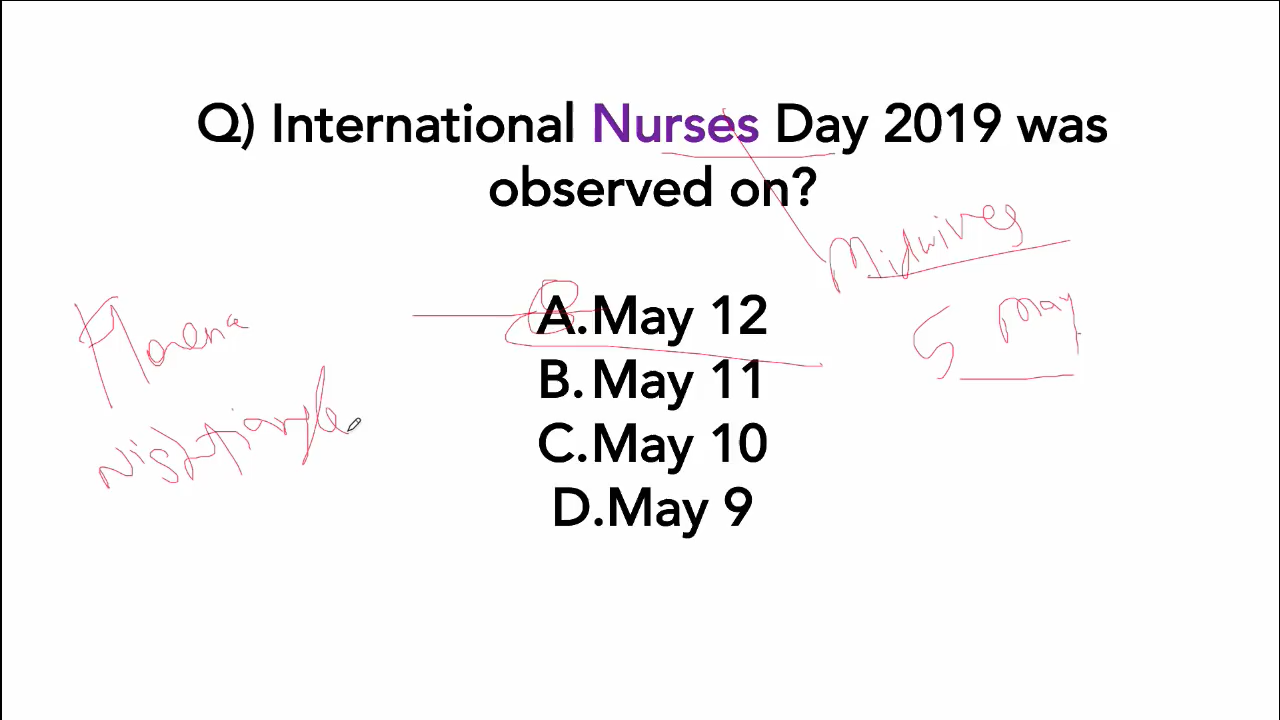 Q) International Nurses Day 2019 was
observed on?
Midwives
5 May
A.May 12
B. May 11
C.May 10
D.May 9
Florence
Nightiangle